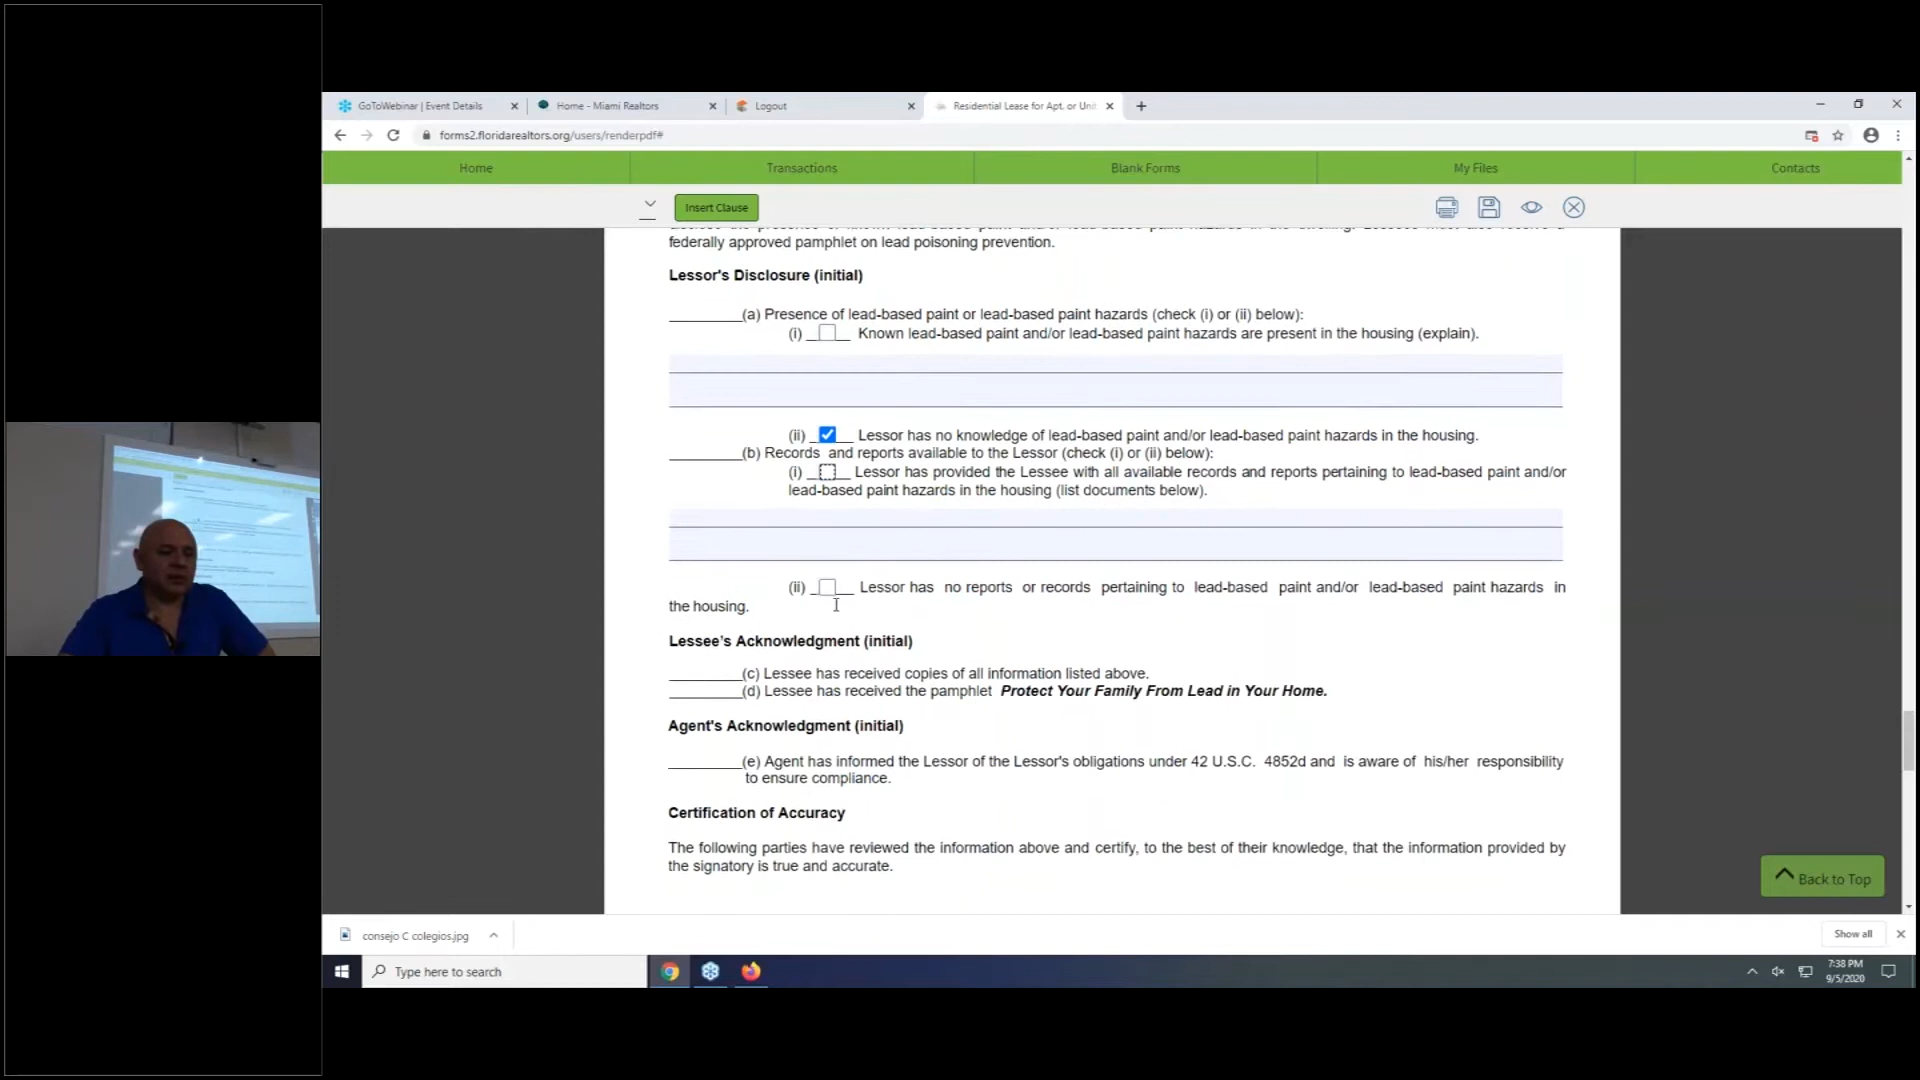 GoToWebinar | Event Details
Home - Miami Realtors
Logout
Residential Lease for Apt. or Unit
forms2.floridarealtors.org/users/renderpdf#
Home
Transactions
Blank Forms
My Files
Contacts
Insert Clause
federally approved pamphlet on lead poisoning prevention.
Lessor's Disclosure (initial)
________(a) Presence of lead-based paint or lead-based paint hazards (check (i) or (ii) below):
(i) Known lead-based paint and/or lead-based paint hazards are present in the housing (explain).
(ii) Lessor has no knowledge of lead-based paint and/or lead-based paint hazards in the housing.
________(b) Records and reports available to the Lessor (check (i) or (ii) below):
(i) Lessor has provided the Lessee with all available records and reports pertaining to lead-based paint and/or
lead-based paint hazards in the housing (list documents below).
(ii) Lessor has no reports or records pertaining to lead-based paint and/or lead-based paint hazards in
the housing.
Lessee's Acknowledgment (initial)
________(c) Lessee has received copies of all information listed above.
________(d) Lessee has received the pamphlet Protect Your Family From Lead in Your Home.
Agent's Acknowledgment (initial)
________(e) Agent has informed the Lessor of the Lessor's obligations under 42 U.S.C. 4852d and is aware of his/her responsibility
to ensure compliance.
Certification of Accuracy
The following parties have reviewed the information above and certify, to the best of their knowledge, that the information provided by
the signatory is true and accurate.
Back to Top
consejo C colegios.jpg
Show all
Type here to search
7:38 PM
9/5/2020